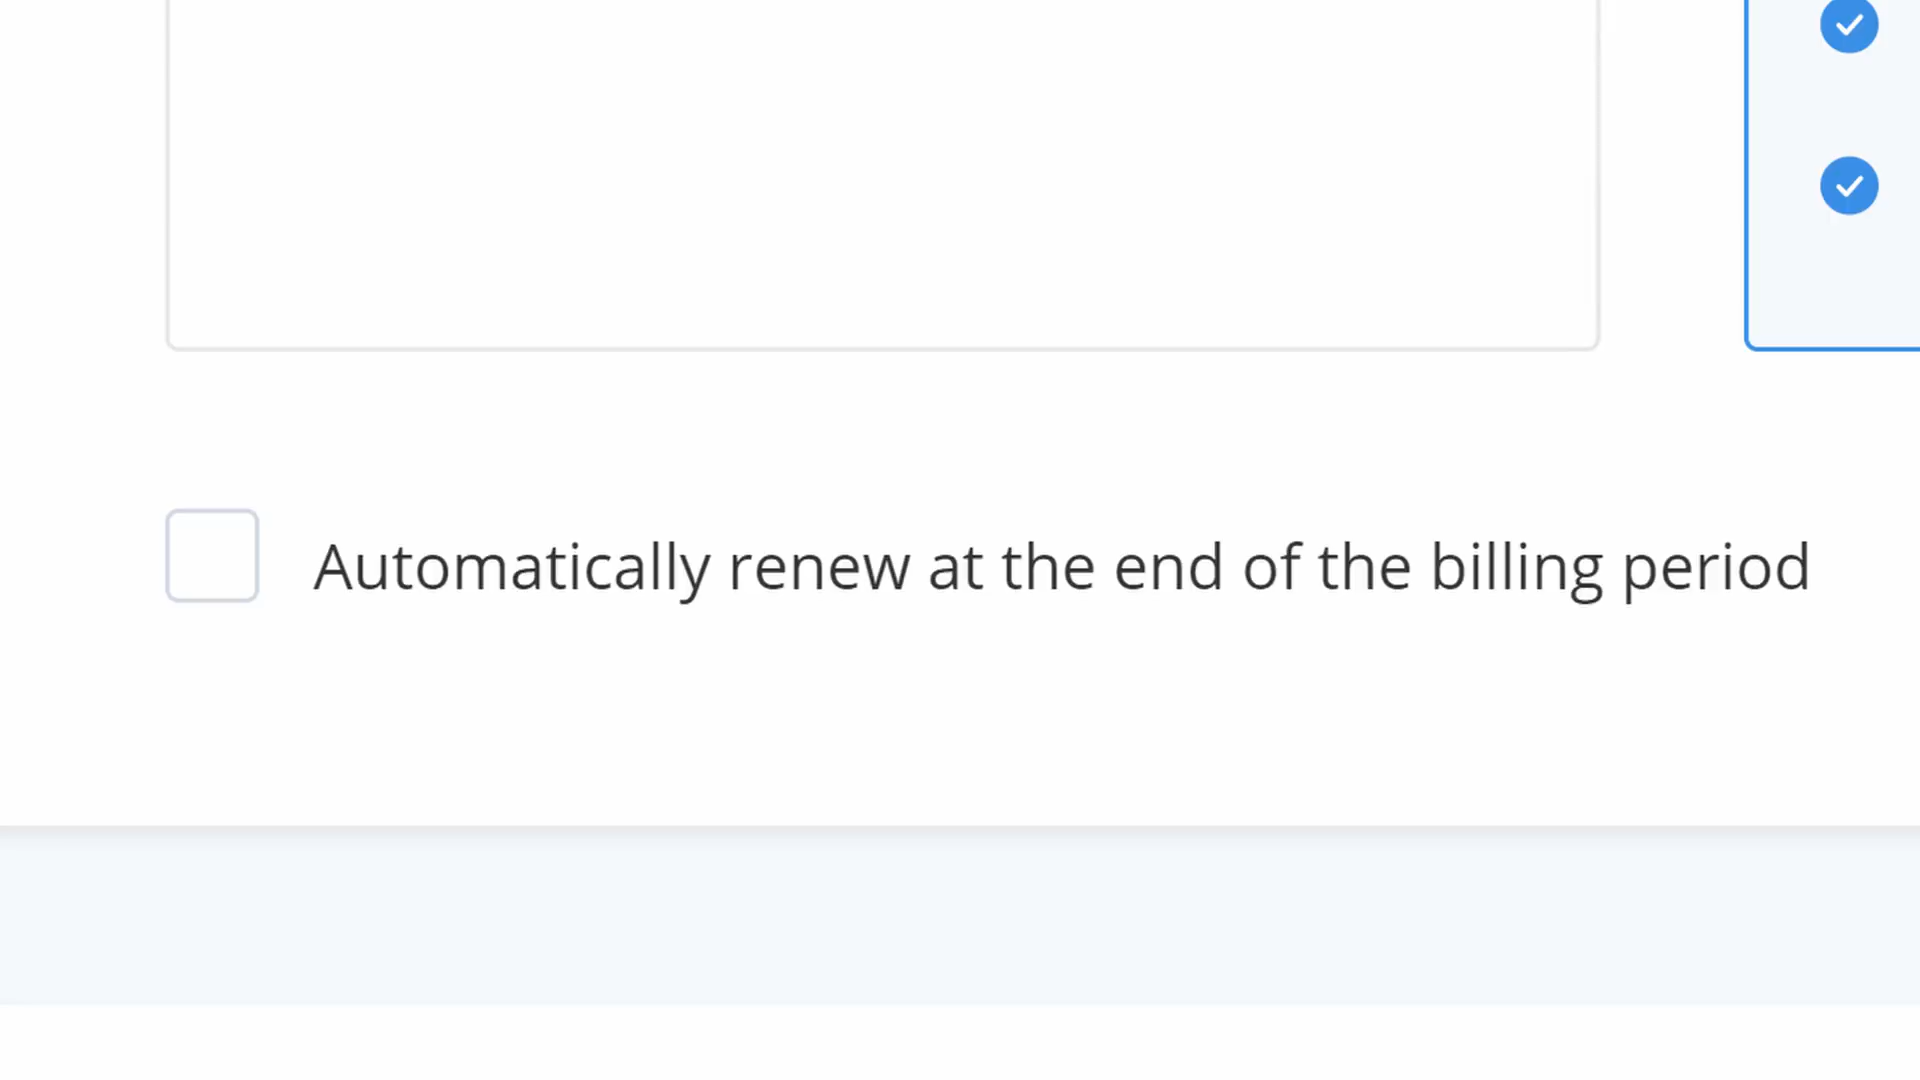 Automatically renew at the end of the billing period